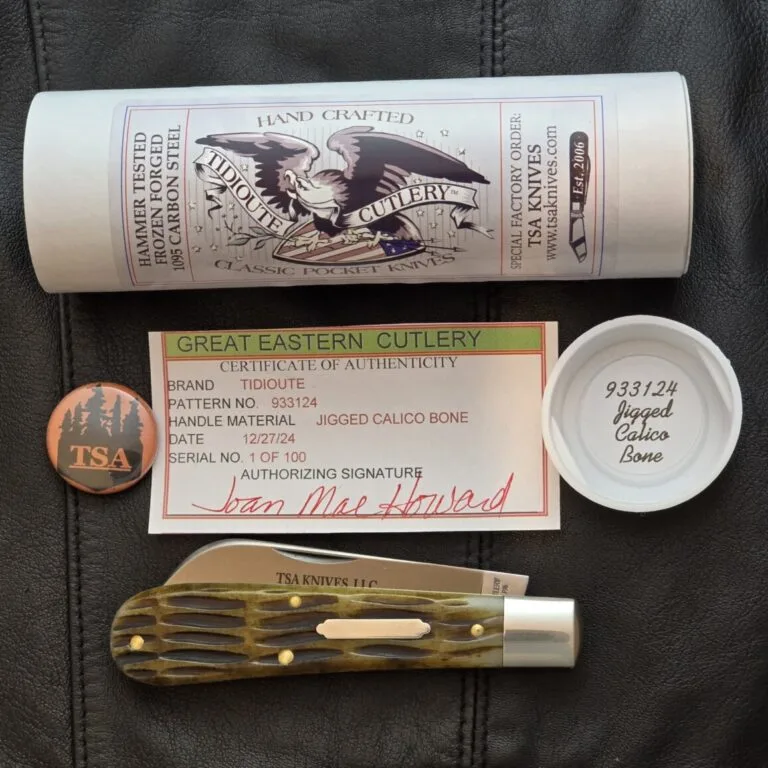 HAMMER TESTED
FROZEN FORGED
1095 CARBON STEEL
HAND CRAFTED
TIDIOUTE
CUTLERY™
CLASSIC POCKET KNIVES
SPECIAL FACTORY ORDER:
TSA KNIVES
www.tsaknives.com
Est. 2006
TSA
GREAT EASTERN CUTLERY
CERTIFICATE OF AUTHENTICITY
BRAND TIDIOUTE
PATTERN NO. 933124
HANDLE MATERIAL JIGGED CALICO BONE
DATE 12/27/24
SERIAL NO. 1 OF 100
AUTHORIZING SIGNATURE
Joan Mae Howard
933124
Jigged
Calico
Bone
TSA KNIVES, LLC